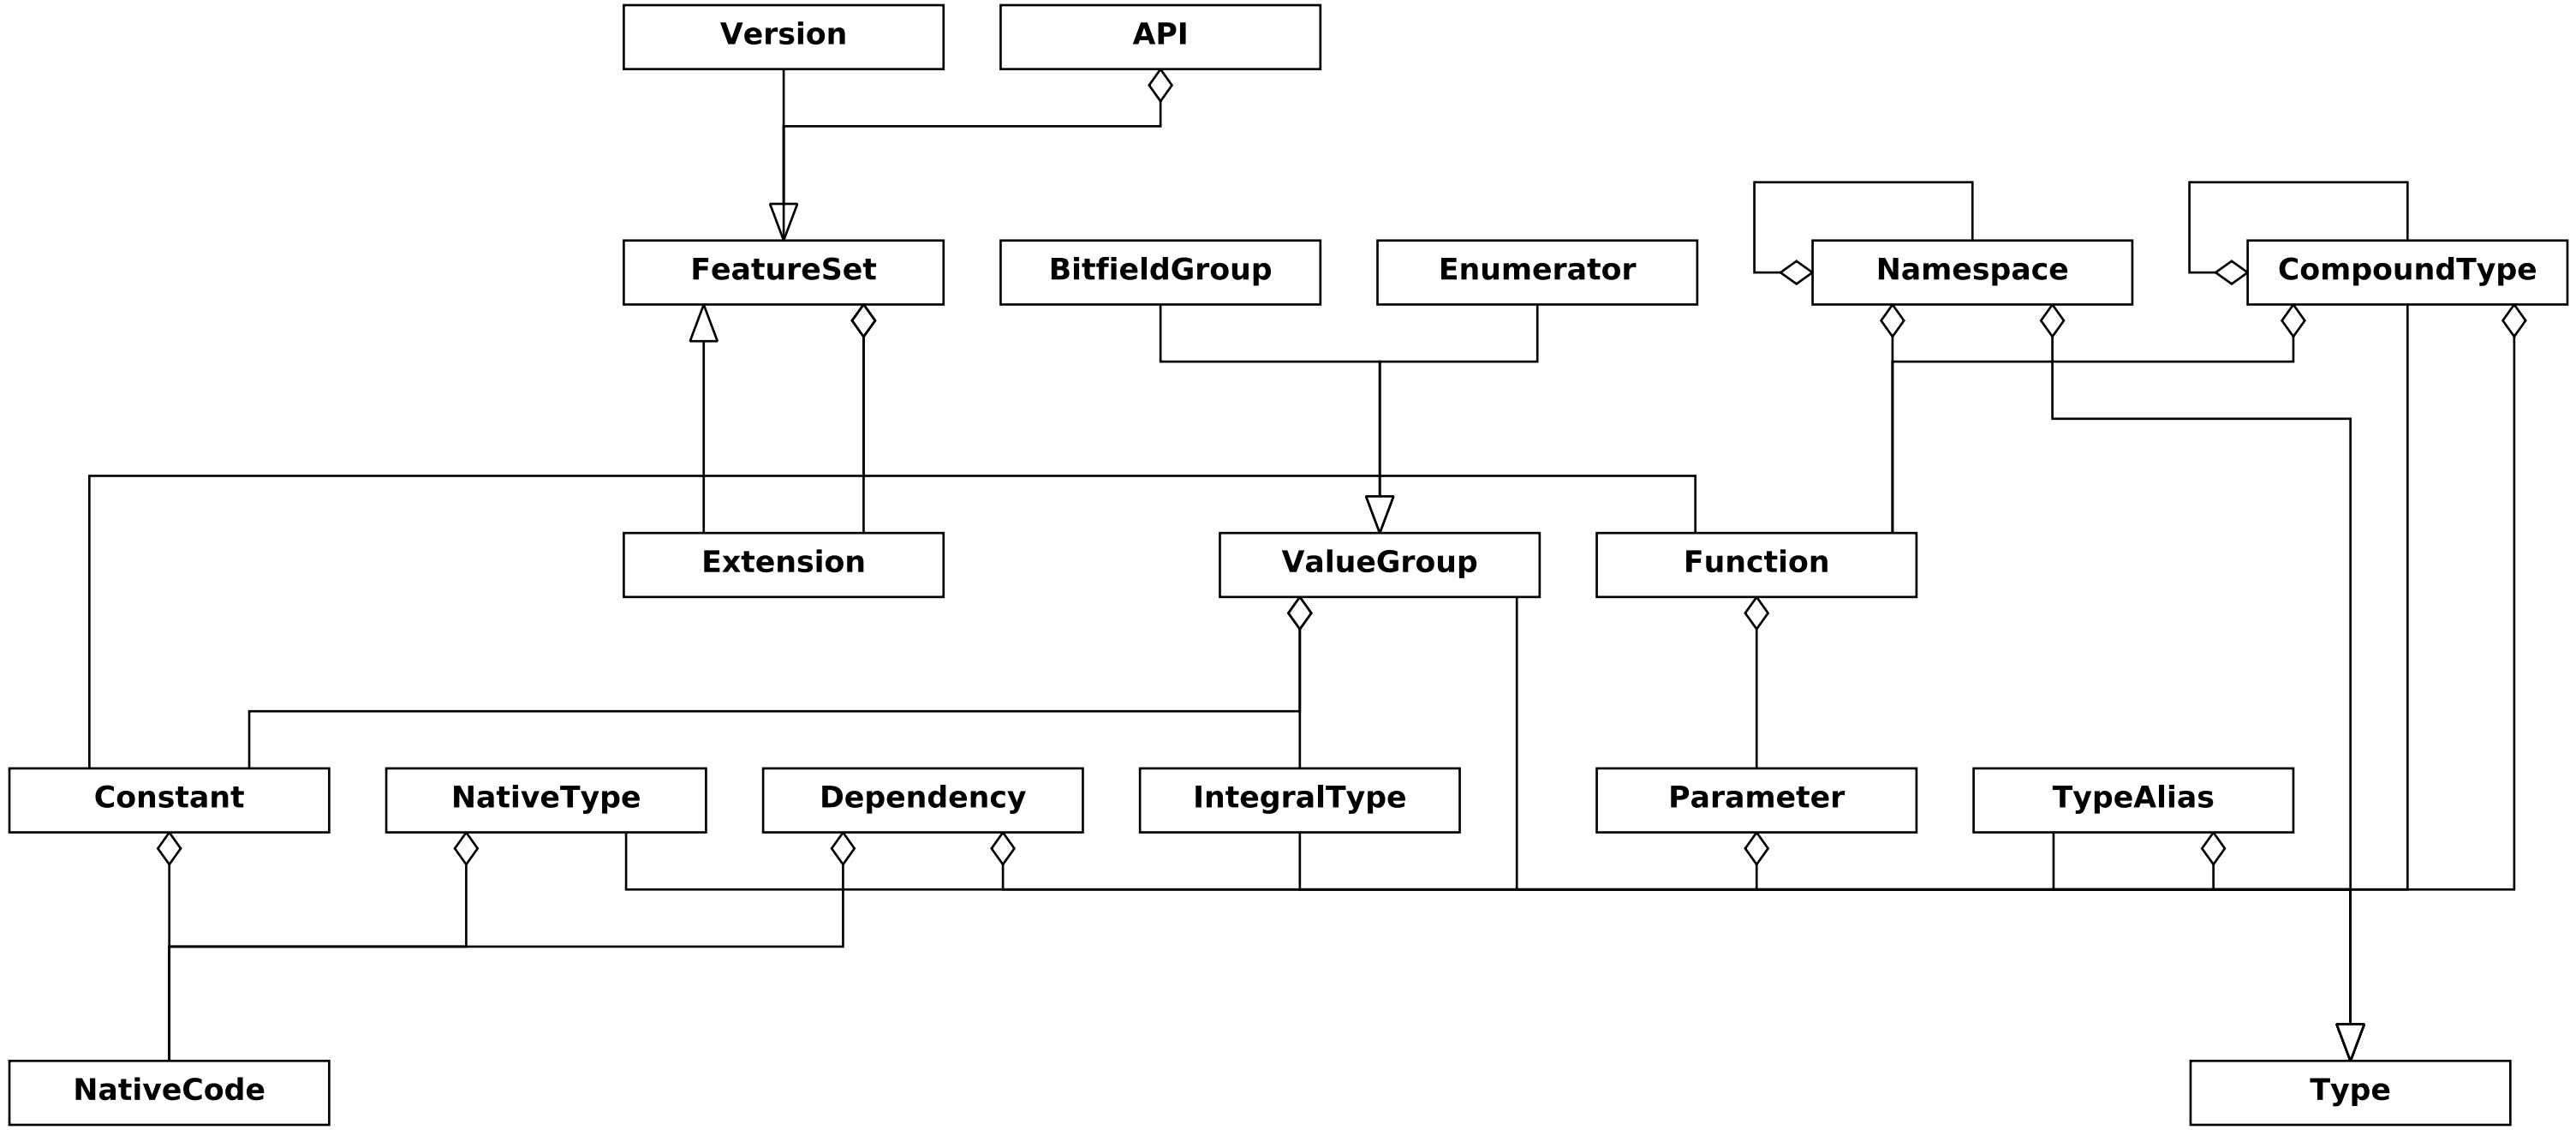 Version
API
FeatureSet
BitfieldGroup
Enumerator
Namespace
CompoundType
Extension
ValueGroup
Function
Constant
NativeType
Dependency
IntegralType
Parameter
TypeAlias
NativeCode
Type